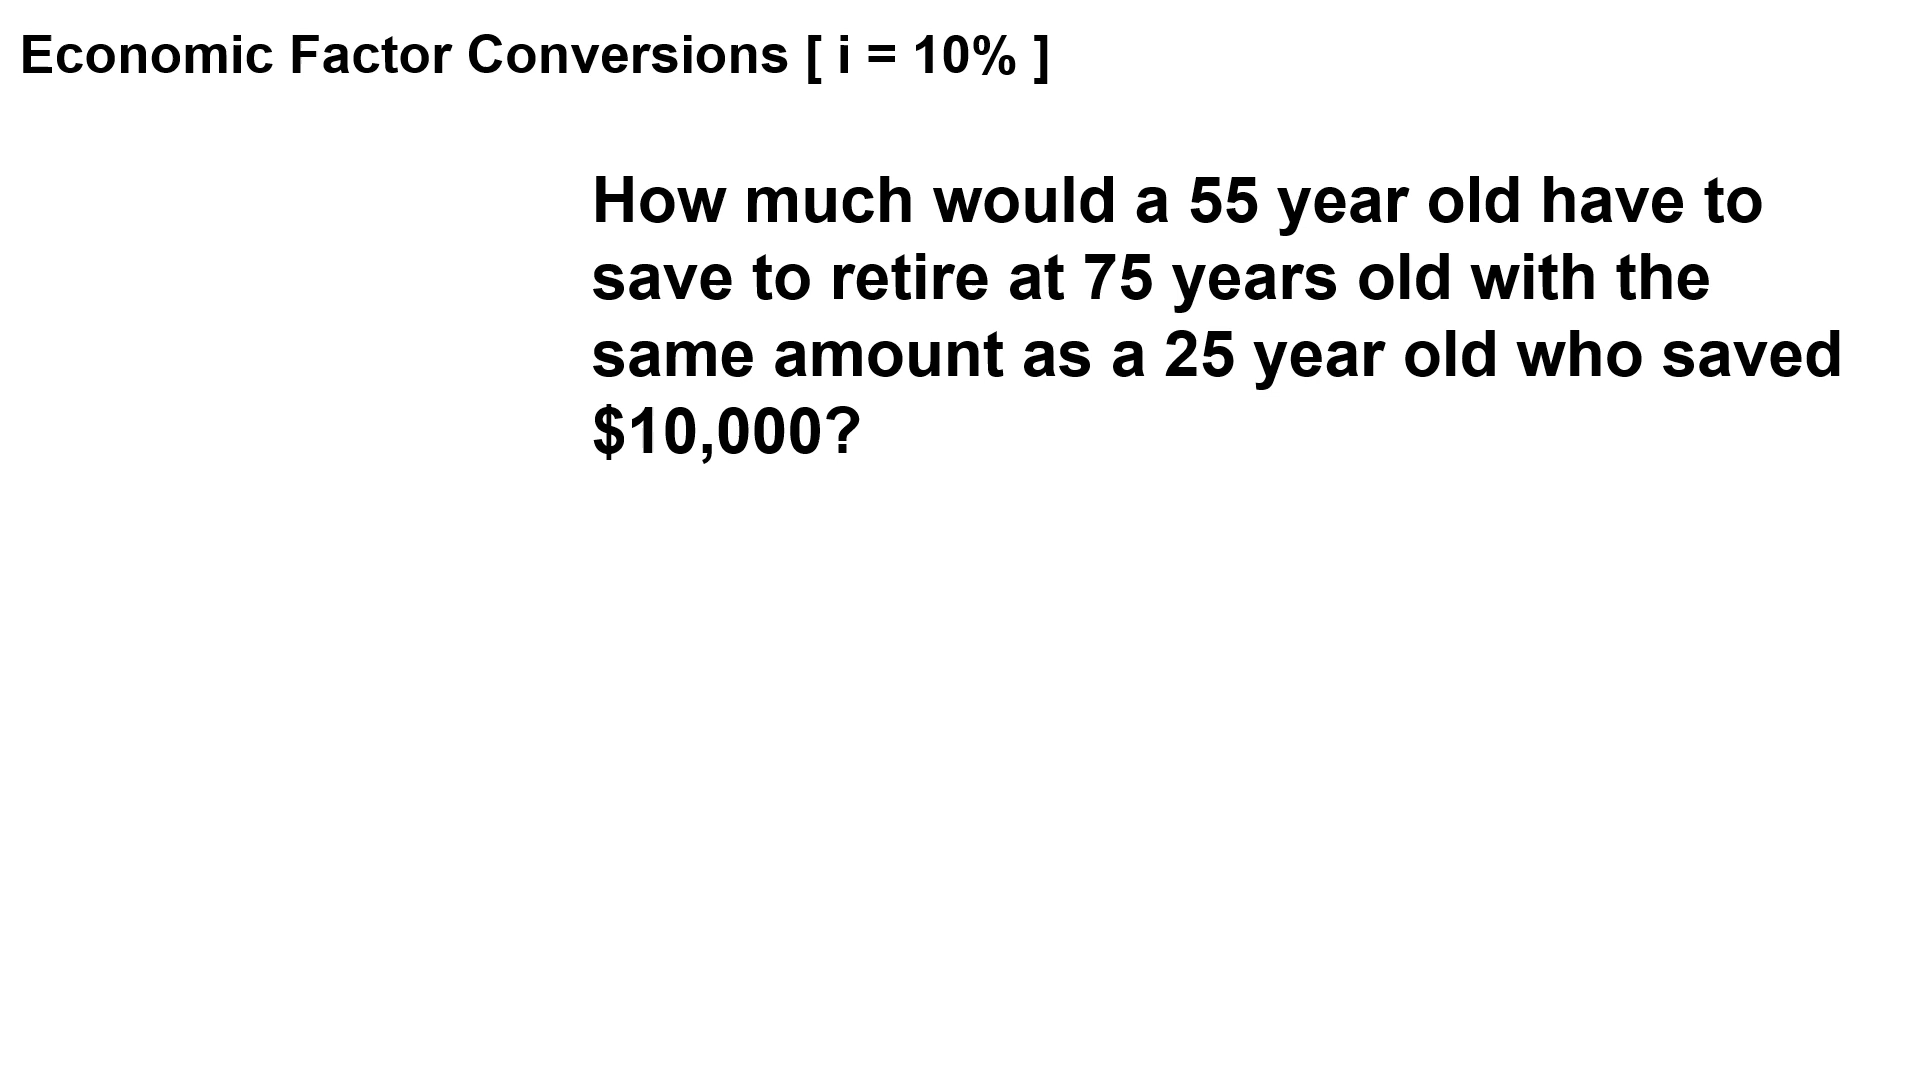 Economic Factor Conversions [ i = 10% ]
How much would a 55 year old have to
save to retire at 75 years old with the
same amount as a 25 year old who saved
$10,000?